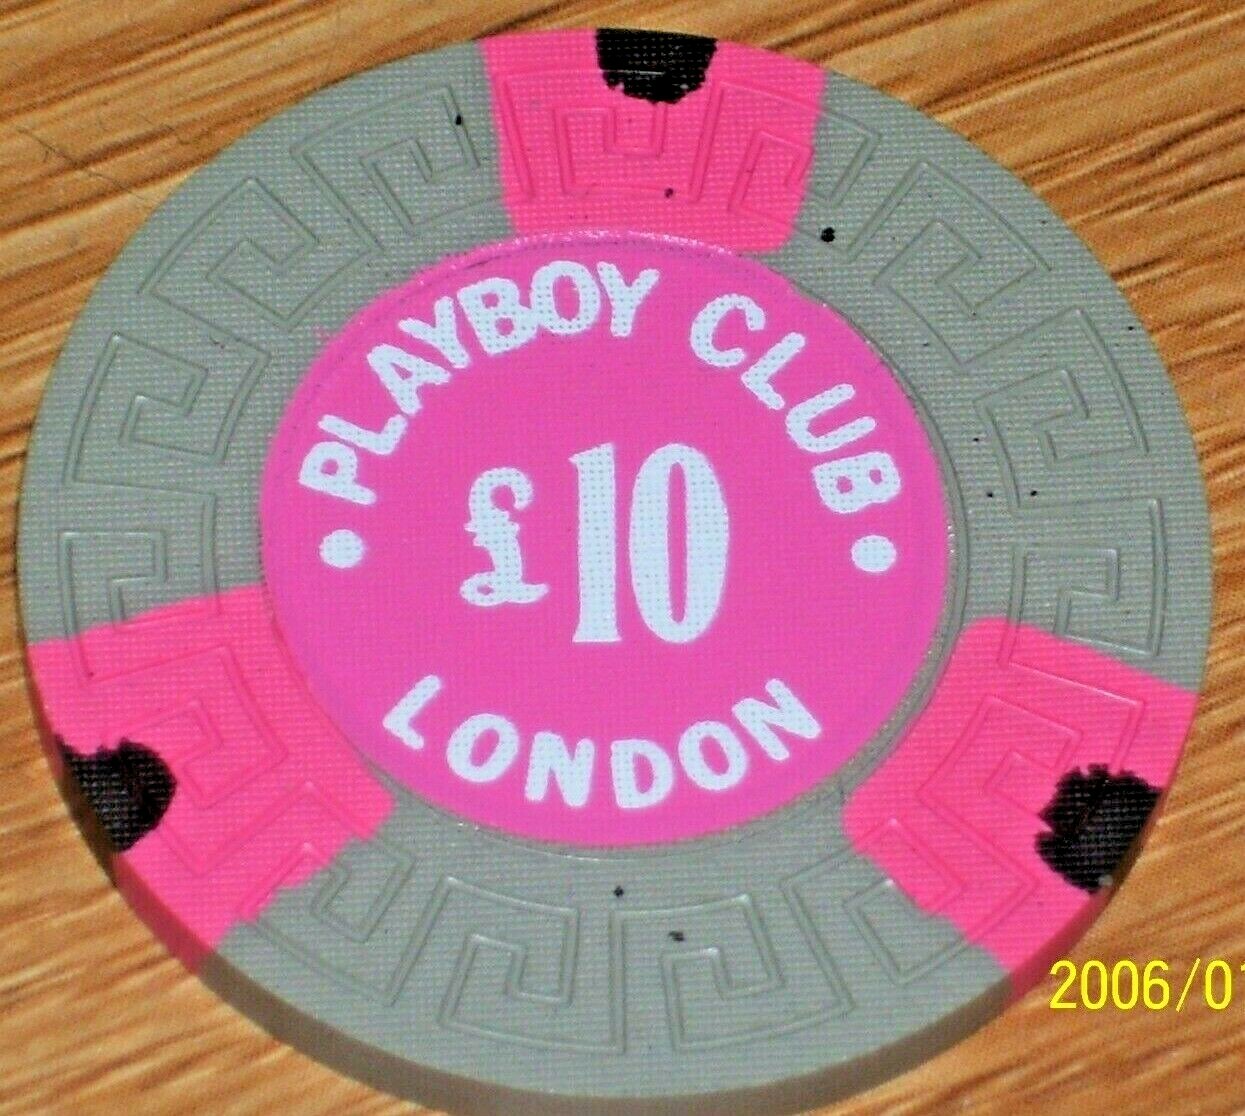 • PLAYBOY CLUB •
£10
LONDON
2006/01